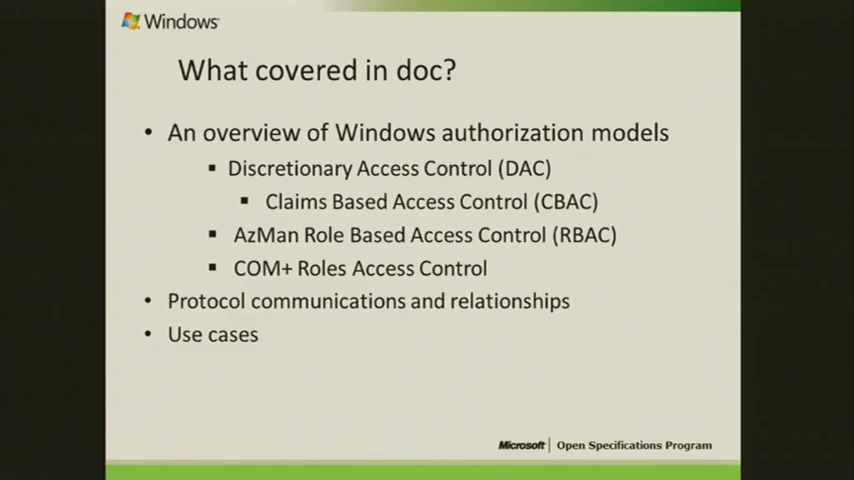 Windows
What covered in doc?
• An overview of Windows authorization models
▪ Discretionary Access Control (DAC)
▪ Claims Based Access Control (CBAC)
▪ AzMan Role Based Access Control (RBAC)
▪ COM+ Roles Access Control
• Protocol communications and relationships
• Use cases
Microsoft | Open Specifications Program